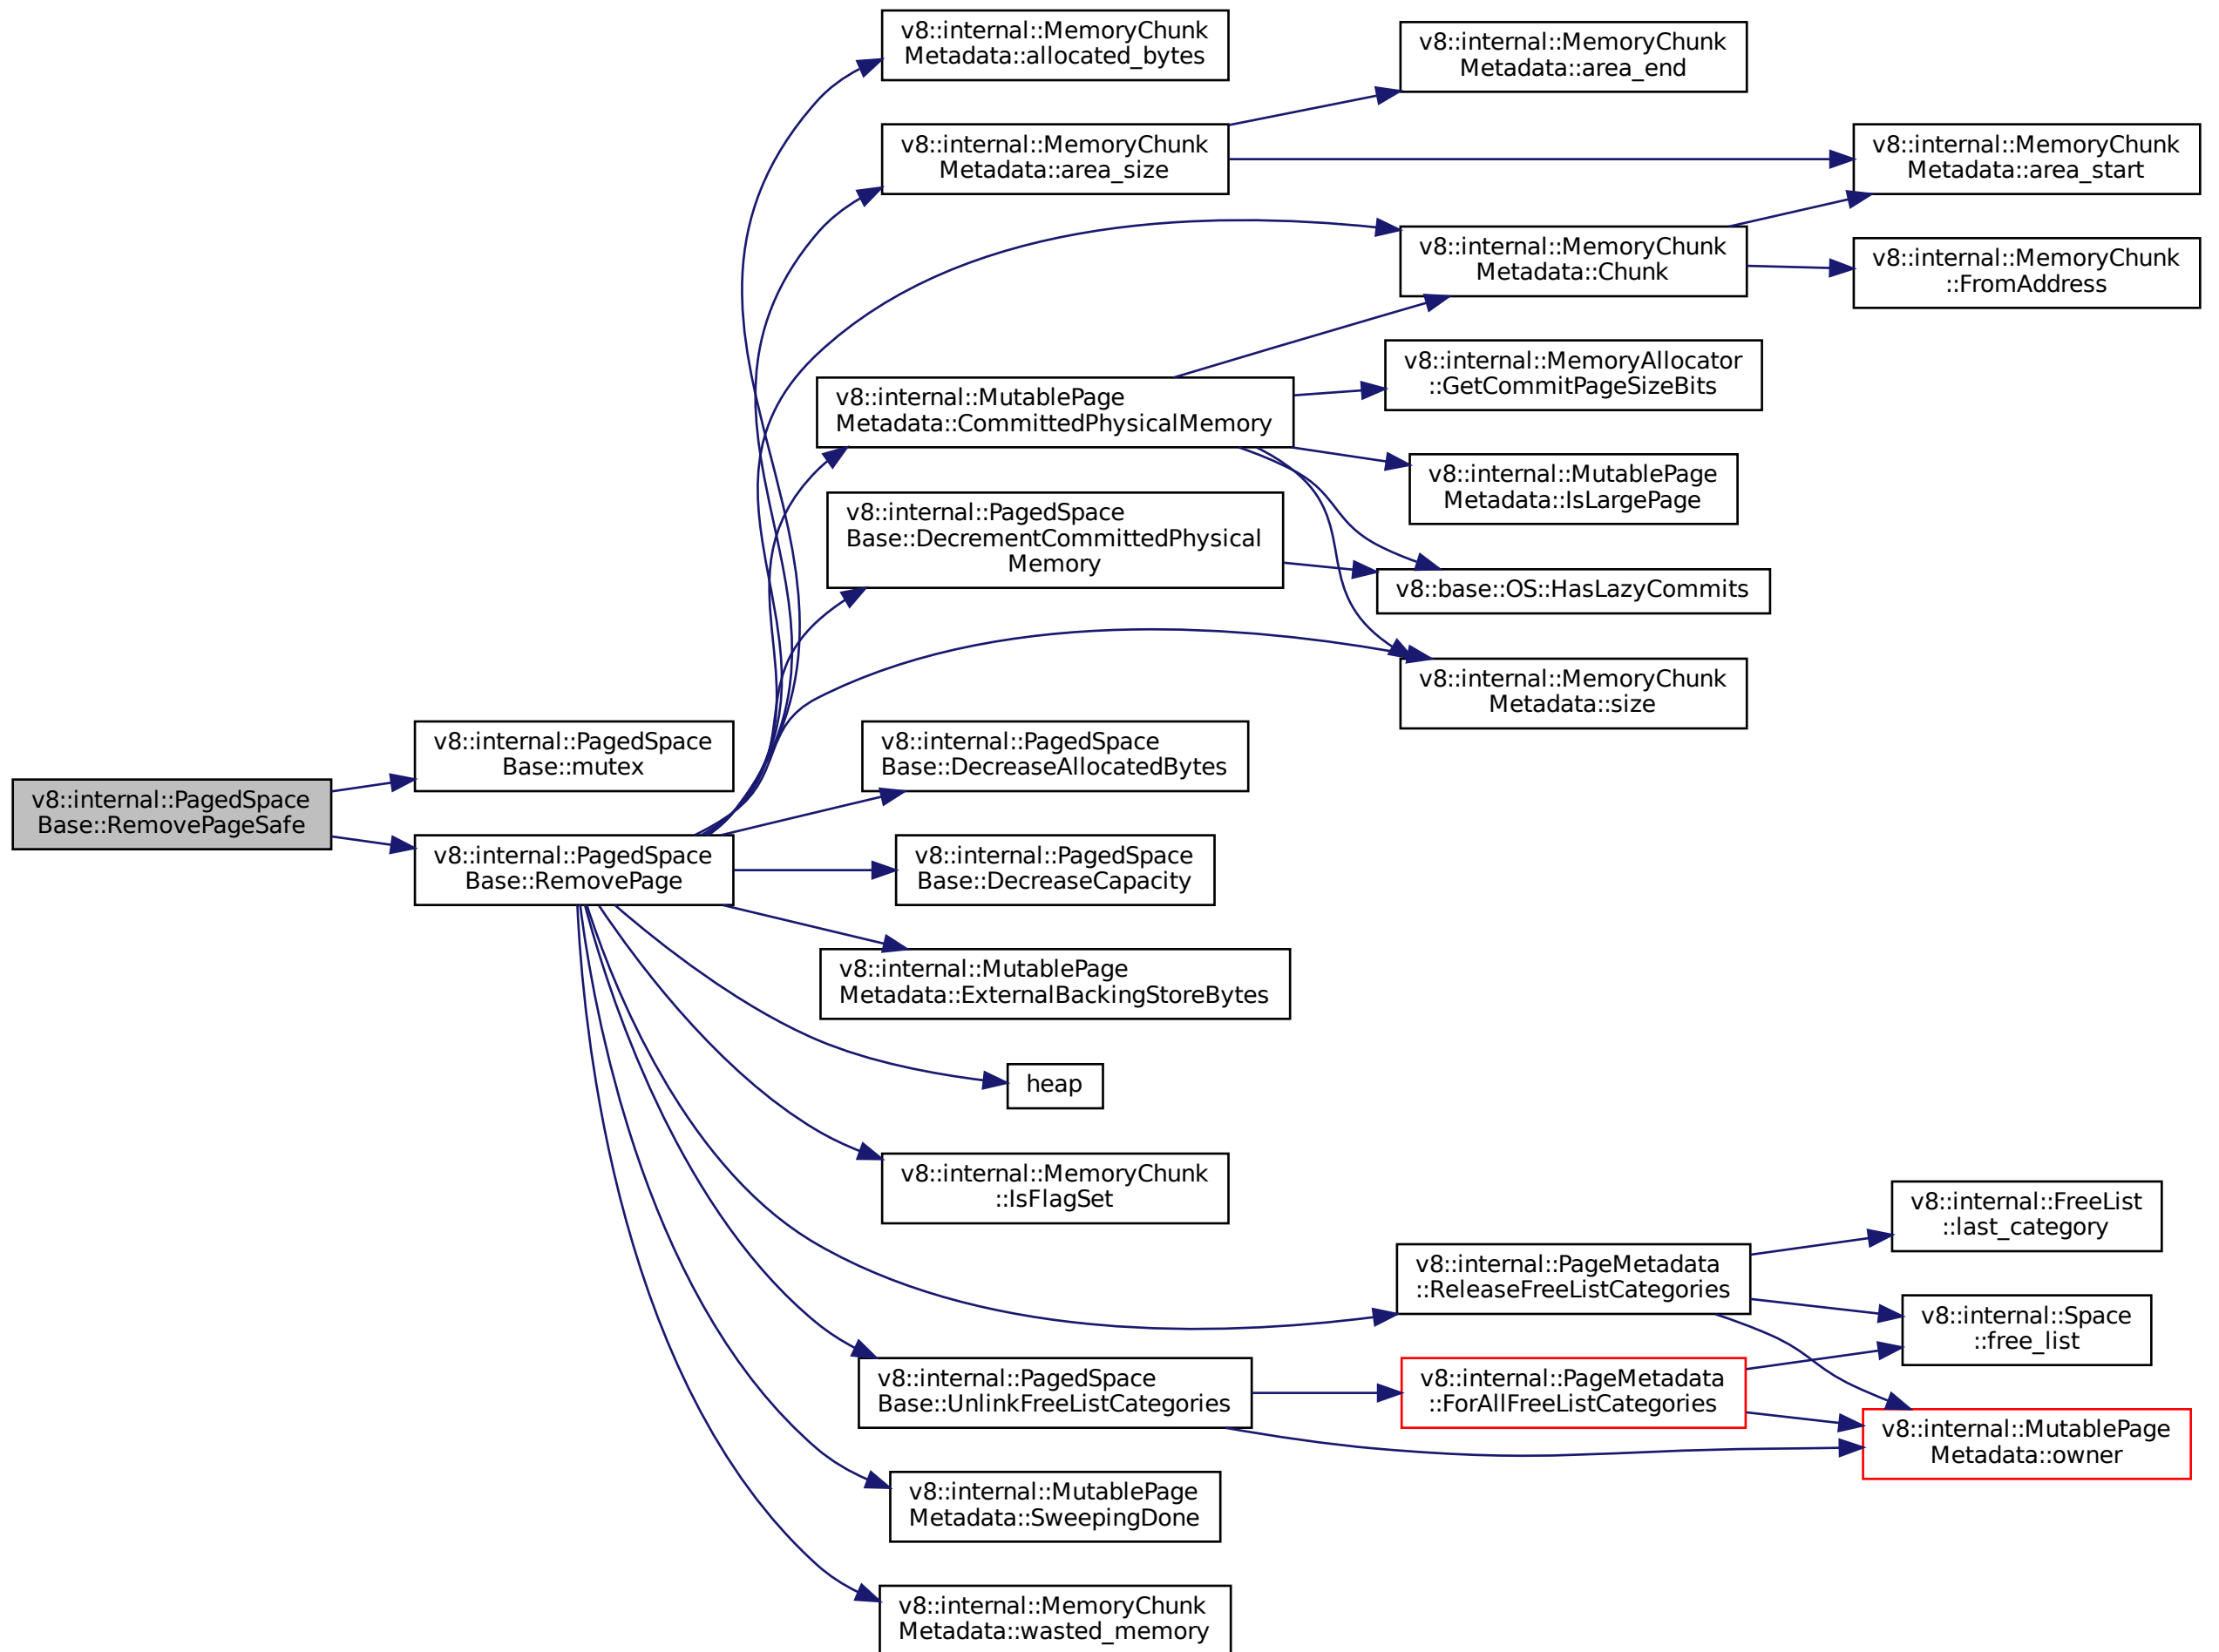 v8::internal::PagedSpace
Base::RemovePageSafe
v8::internal::PagedSpace
Base::mutex
v8::internal::PagedSpace
Base::RemovePage
v8::internal::MemoryChunk
Metadata::allocated_bytes
v8::internal::MemoryChunk
Metadata::area_size
v8::internal::MutablePage
Metadata::CommittedPhysicalMemory
v8::internal::PagedSpace
Base::DecrementCommittedPhysical
Memory
v8::internal::PagedSpace
Base::DecreaseAllocatedBytes
v8::internal::PagedSpace
Base::DecreaseCapacity
v8::internal::MutablePage
Metadata::ExternalBackingStoreBytes
heap
v8::internal::MemoryChunk
::IsFlagSet
v8::internal::PagedSpace
Base::UnlinkFreeListCategories
v8::internal::MutablePage
Metadata::SweepingDone
v8::internal::MemoryChunk
Metadata::wasted_memory
v8::internal::MemoryChunk
Metadata::area_end
v8::internal::MemoryChunk
Metadata::Chunk
v8::internal::MemoryAllocator
::GetCommitPageSizeBits
v8::internal::MutablePage
Metadata::IsLargePage
v8::base::OS::HasLazyCommits
v8::internal::MemoryChunk
Metadata::size
v8::internal::PageMetadata
::ReleaseFreeListCategories
v8::internal::PageMetadata
::ForAllFreeListCategories
v8::internal::MemoryChunk
Metadata::area_start
v8::internal::MemoryChunk
::FromAddress
v8::internal::FreeList
::last_category
v8::internal::Space
::free_list
v8::internal::MutablePage
Metadata::owner